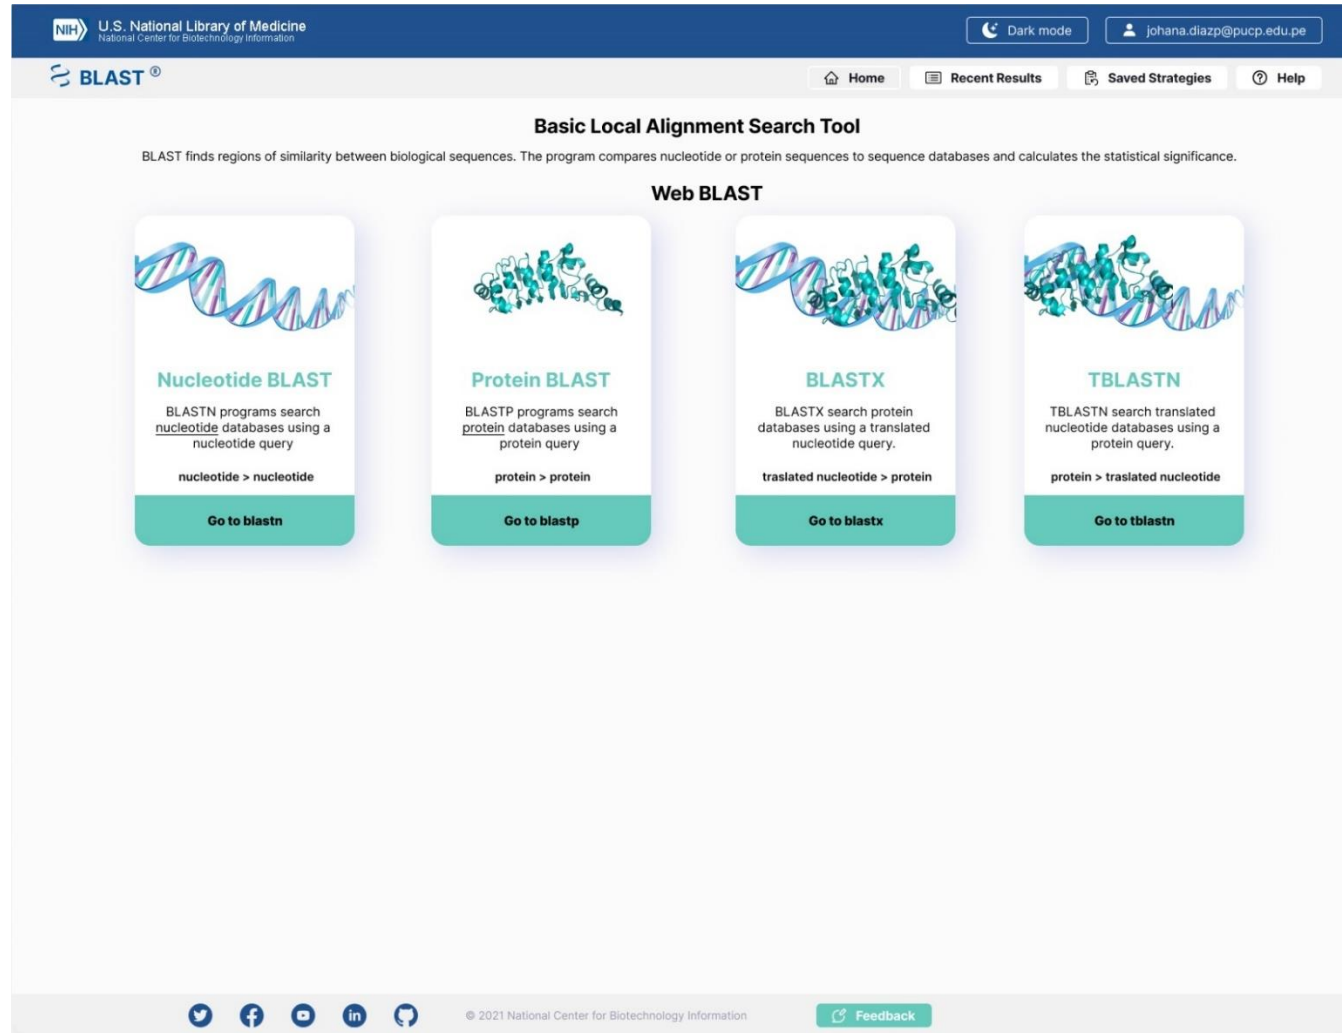 NIH U.S. National Library of Medicine
National Center for Biotechnology Information
Dark mode
johana.diazp@pucp.edu.pe
BLAST ®
Home
Recent Results
Saved Strategies
Help
Basic Local Alignment Search Tool
BLAST finds regions of similarity between biological sequences. The program compares nucleotide or protein sequences to sequence databases and calculates the statistical significance.
Web BLAST
Nucleotide BLAST
BLASTN programs search
nucleotide databases using a
nucleotide query
nucleotide > nucleotide
Go to blastn
Protein BLAST
BLASTP programs search
protein databases using a
protein query
protein > protein
Go to blastp
BLASTX
BLASTX search protein
databases using a translated
nucleotide query.
traslated nucleotide > protein
Go to blastx
TBLASTN
TBLASTN search translated
nucleotide databases using a
protein query.
protein > traslated nucleotide
Go to tblastn
in
© 2021 National Center for Biotechnology Information
Feedback